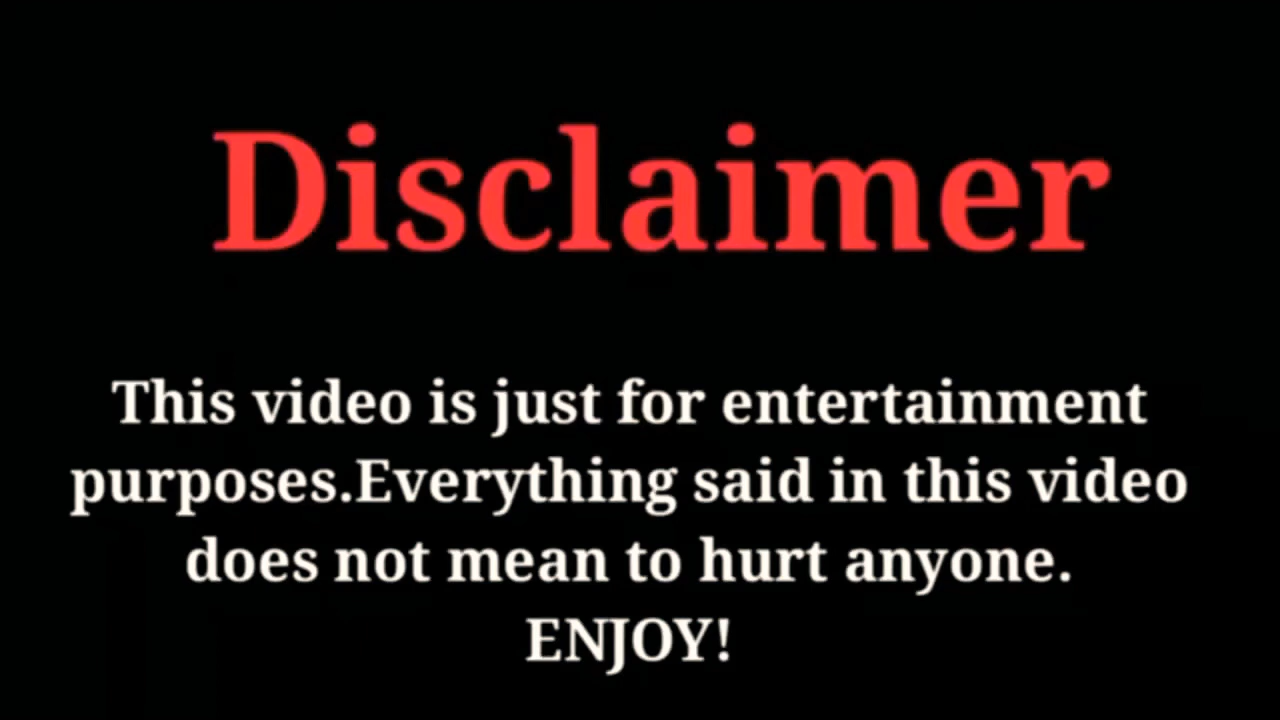 Disclaimer
This video is just for entertainment
purposes.Everything said in this video
does not mean to hurt anyone.
ENJOY!